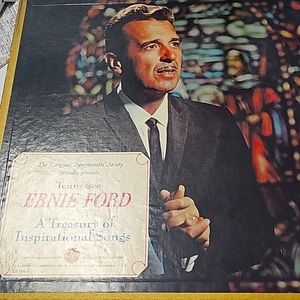 The Longines Symphonette Society
proudly presents
Tennessee
ERNIE FORD
A Treasury of
Inspirational Songs